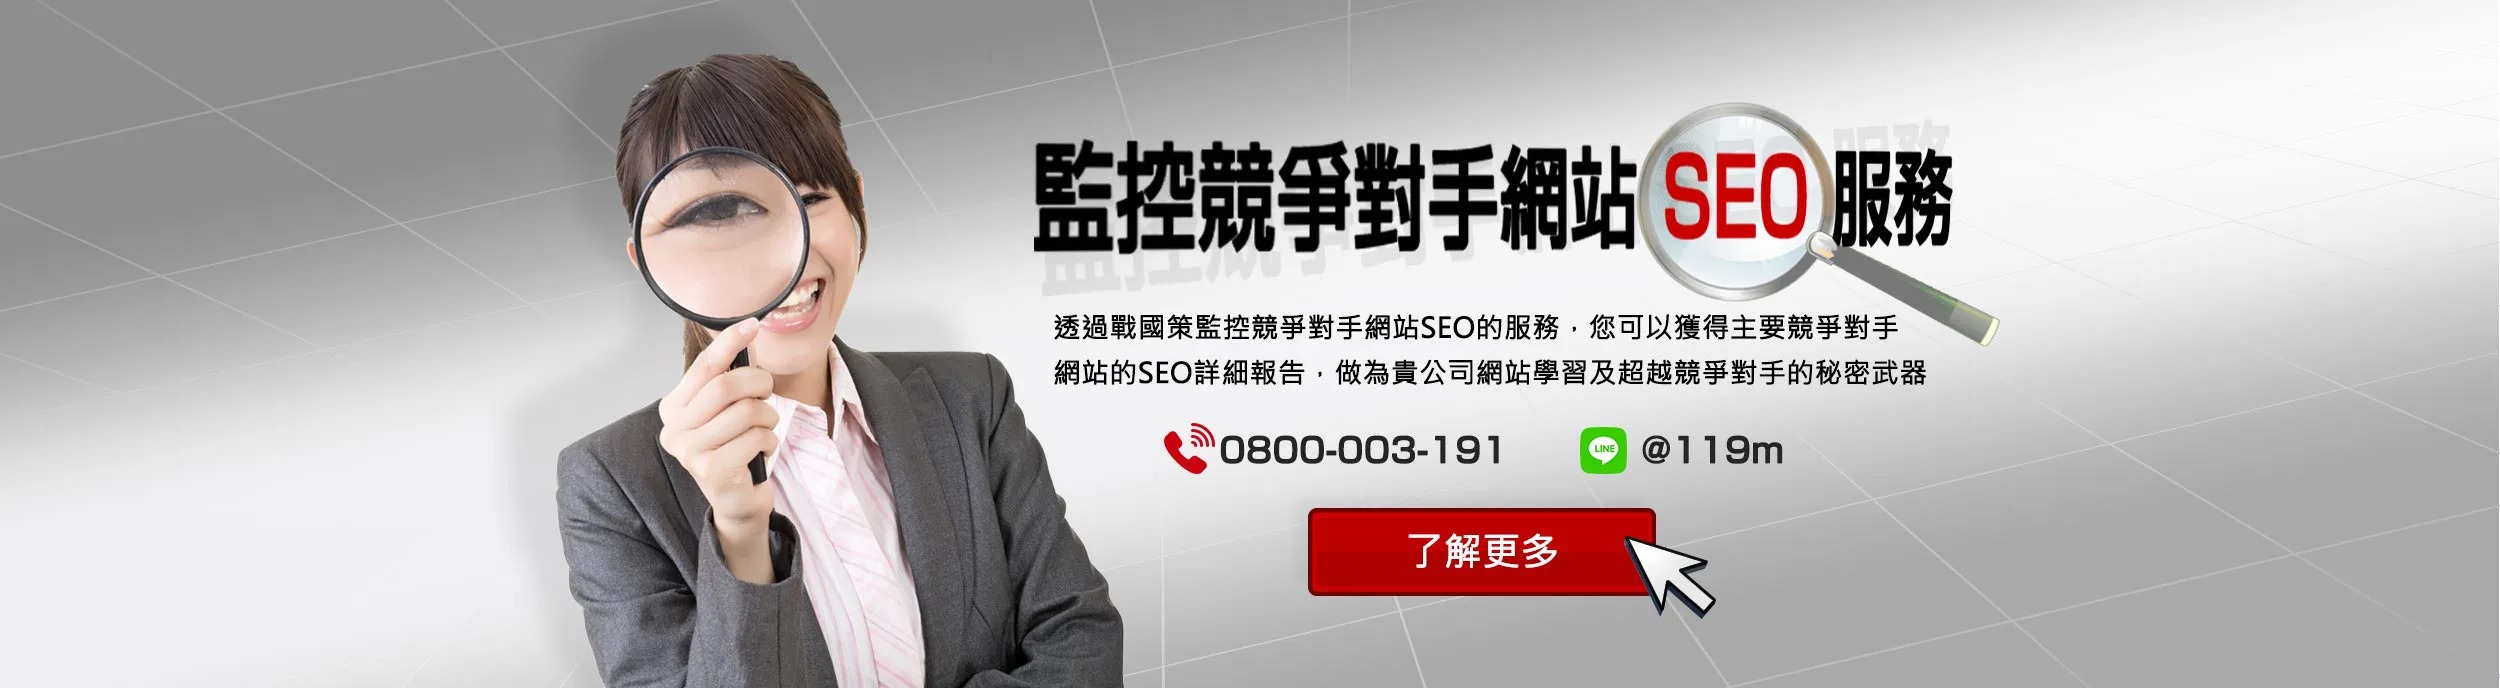 監控競爭對手網站SEO服務
透過戰國策監控競爭對手網站SEO的服務，您可以獲得主要競爭對手
網站的SEO詳細報告，做為貴公司網站學習及超越競爭對手的秘密武器
0800-003-191
LINE @119m
了解更多